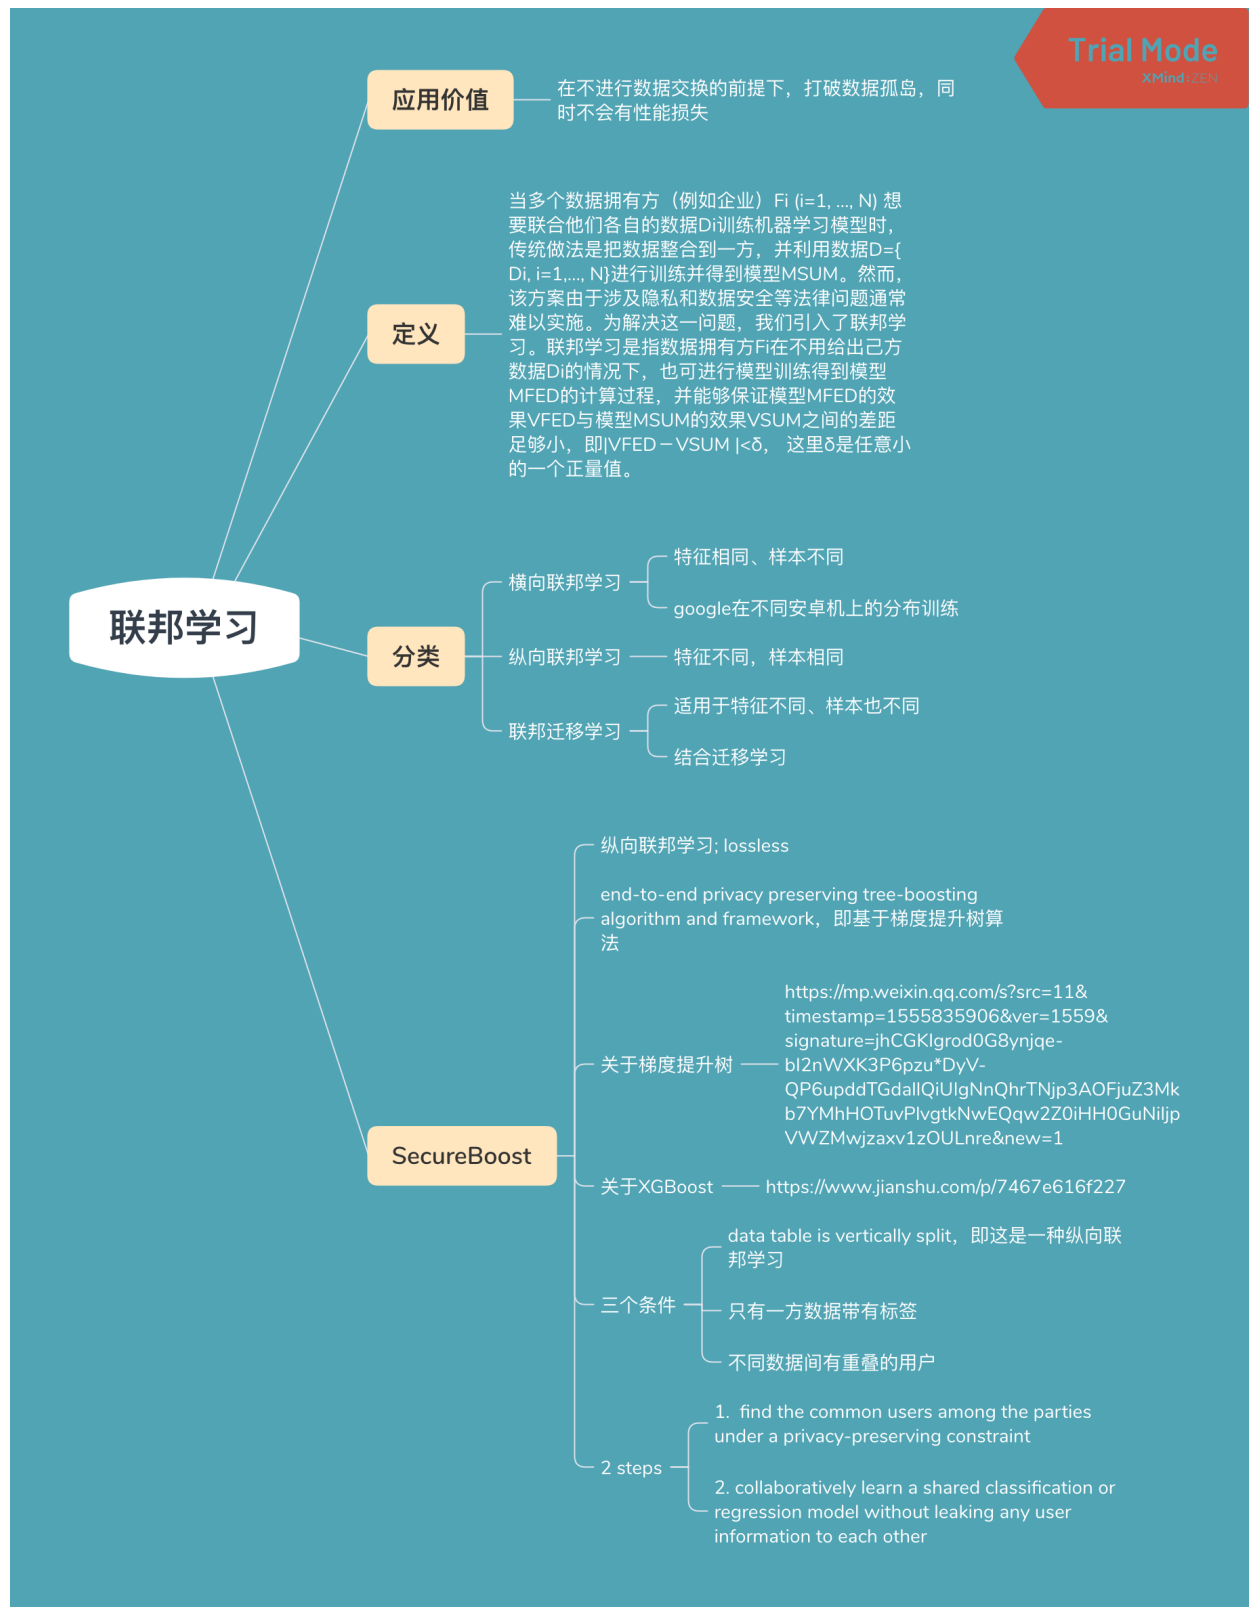 Trial Mode
XMind:ZEN
联邦学习
应用价值
在不进行数据交换的前提下，打破数据孤岛，同
时不会有性能损失
定义
当多个数据拥有方（例如企业）Fi (i=1, ..., N) 想
要联合他们各自的数据Di训练机器学习模型时，
传统做法是把数据整合到一方，并利用数据D={
Di, i=1,..., N}进行训练并得到模型MSUM。然而，
该方案由于涉及隐私和数据安全等法律问题通常
难以实施。为解决这一问题，我们引入了联邦学
习。联邦学习是指数据拥有方Fi在不用给出己方
数据Di的情况下，也可进行模型训练得到模型
MFED的计算过程，并能够保证模型MFED的效
果VFED与模型MSUM的效果VSUM之间的差距
足够小，即|VFED－VSUM |<δ， 这里δ是任意小
的一个正量值。
分类
横向联邦学习
特征相同、样本不同
google在不同安卓机上的分布训练
纵向联邦学习
特征不同，样本相同
联邦迁移学习
适用于特征不同、样本也不同
结合迁移学习
SecureBoost
纵向联邦学习; lossless
end-to-end privacy preserving tree-boosting
algorithm and framework，即基于梯度提升树算
法
关于梯度提升树
https://mp.weixin.qq.com/s?src=11&
timestamp=1555835906&ver=1559&
signature=jhCGKIgrod0G8ynjqe-
bI2nWXK3P6pzu*DyV-
QP6upddTGdallQiUIgNnQhrTNjp3AOFjuZ3Mk
b7YMhHOTuvPlvgtkNwEQqw2Z0iHH0GuNiljp
VWZMwjzaxv1zOULnre&new=1
关于XGBoost
https://www.jianshu.com/p/7467e616f227
三个条件
data table is vertically split，即这是一种纵向联
邦学习
只有一方数据带有标签
不同数据间有重叠的用户
2 steps
1.  find the common users among the parties
under a privacy-preserving constraint
2. collaboratively learn a shared classification or
regression model without leaking any user
information to each other